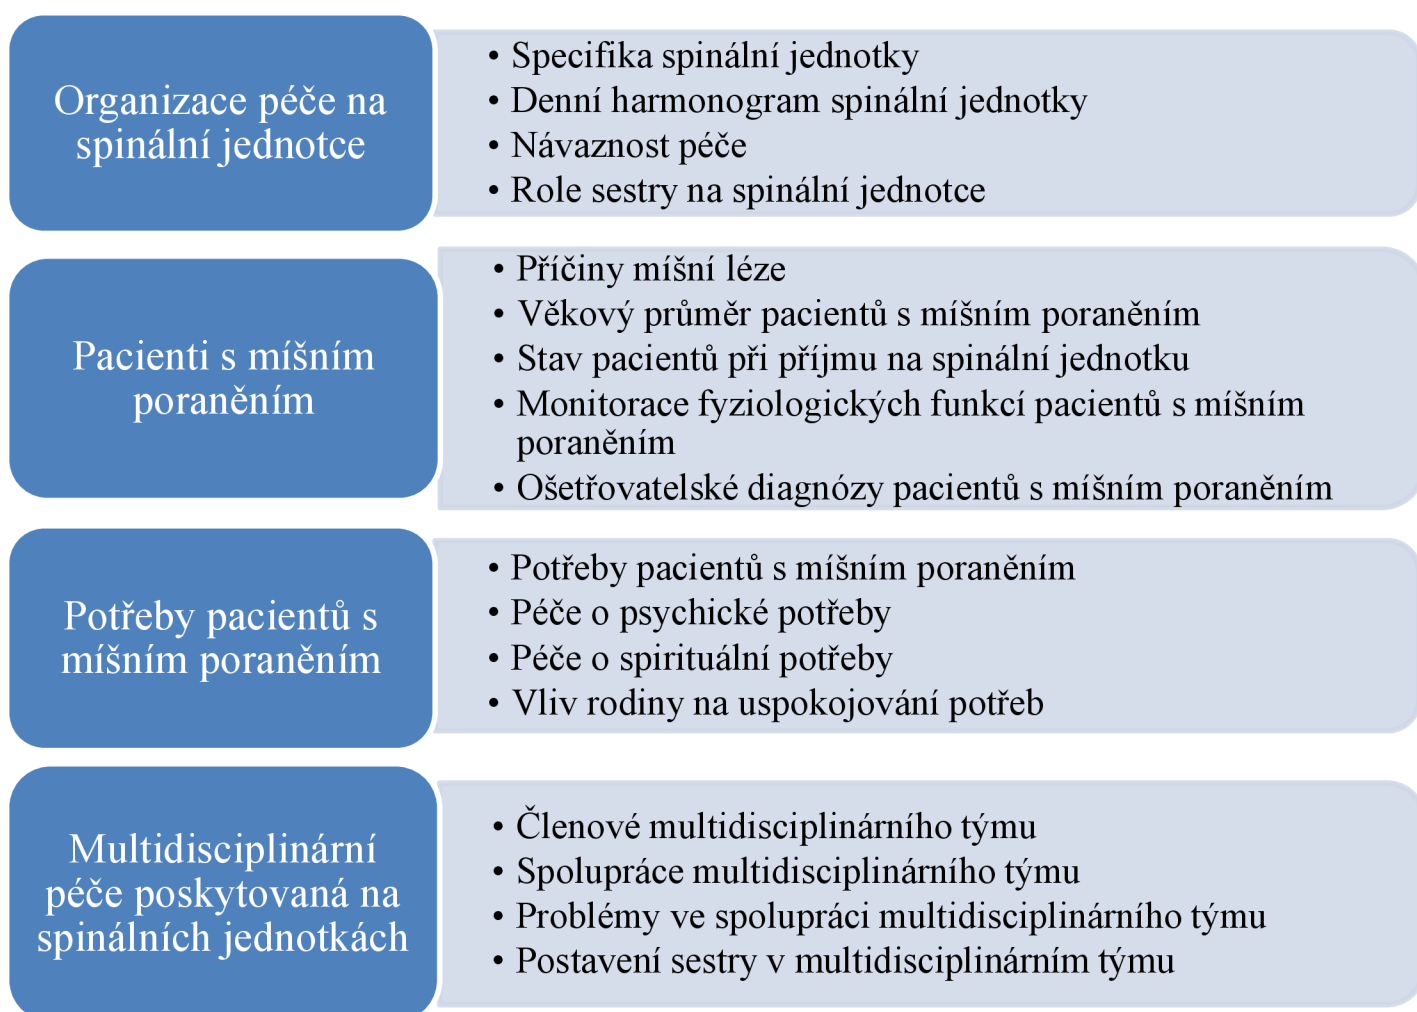 Organizace péče na
spinální jednotce
• Specifika spinální jednotky
• Denní harmonogram spinální jednotky
• Návaznost péče
• Role sestry na spinální jednotce
Pacienti s míšním
poraněním
• Příčiny míšní léze
• Věkový průměr pacientů s míšním poraněním
• Stav pacientů při příjmu na spinální jednotku
• Monitorace fyziologických funkcí pacientů s míšním
poraněním
• Ošetřovatelské diagnózy pacientů s míšním poraněním
Potřeby pacientů s
míšním poraněním
• Potřeby pacientů s míšním poraněním
• Péče o psychické potřeby
• Péče o spirituální potřeby
• Vliv rodiny na uspokojování potřeb
Multidisciplinární
péče poskytovaná na
spinálních jednotkách
• Členové multidisciplinárního týmu
• Spolupráce multidisciplinárního týmu
• Problémy ve spolupráci multidisciplinárního týmu
• Postavení sestry v multidisciplinárním týmu